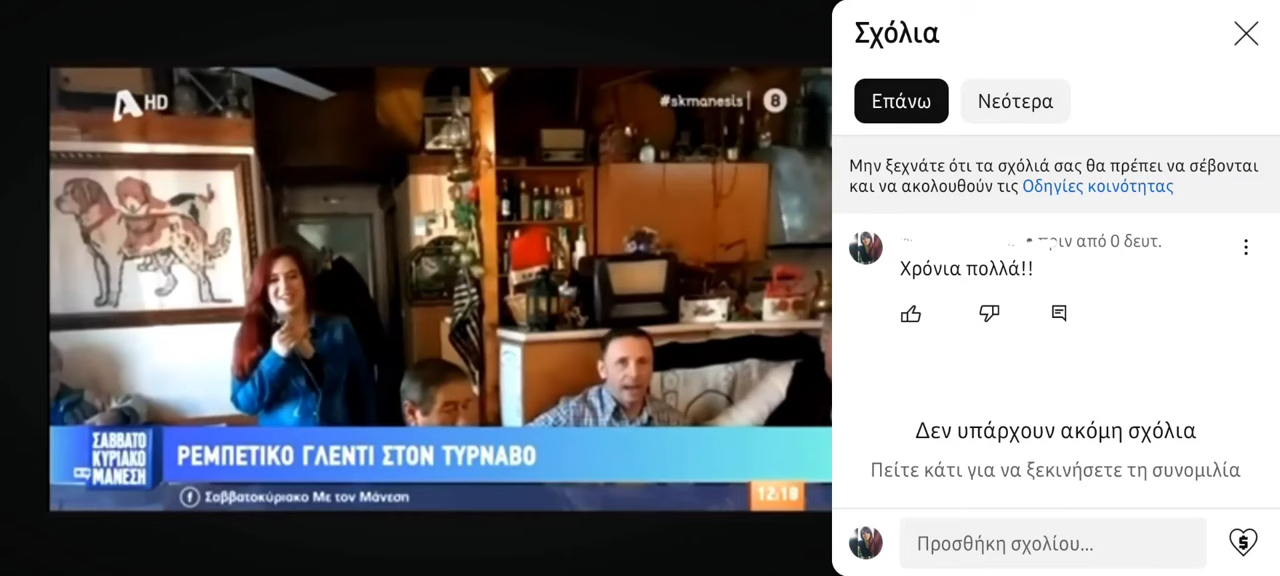 HD
#skmanesis
8
ΣΑΒΒΑΤΟ
ΚΥΡΙΑΚΟ
ΜΑΝΕΣΗ
ΡΕΜΠΕΤΙΚΟ ΓΛΕΝΤΙ ΣΤΟΝ ΤΥΡΝΑΒΟ
Σαββατοκύριακο Με τον Μάνεση
12:18
Σχόλια
Επάνω
Νεότερα
Μην ξεχνάτε ότι τα σχόλιά σας θα πρέπει να σέβονται
και να ακολουθούν τις Οδηγίες κοινότητας
• πριν από 0 δευτ.
Χρόνια πολλά!!
Δεν υπάρχουν ακόμη σχόλια
Πείτε κάτι για να ξεκινήσετε τη συνομιλία
Προσθήκη σχολίου...